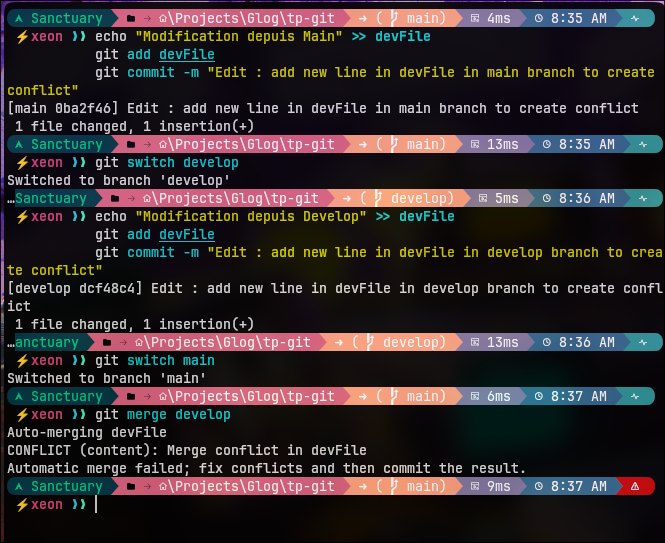 Sanctuary → ⌂\Projects\Glog\tp-git → ( main) 4ms 8:35 AM
⚡xeon ❯❯ echo "Modification depuis Main" >> devFile
git add devFile
git commit -m "Edit : add new line in devFile in main branch to create
conflict"
[main 0ba2f46] Edit : add new line in devFile in main branch to create conflict
1 file changed, 1 insertion(+)
Sanctuary → ⌂\Projects\Glog\tp-git → ( main) 13ms 8:35 AM
⚡xeon ❯❯ git switch develop
Switched to branch 'develop'
…Sanctuary → ⌂\Projects\Glog\tp-git → ( develop) 5ms 8:36 AM
⚡xeon ❯❯ echo "Modification depuis Develop" >> devFile
git add devFile
git commit -m "Edit : add new line in devFile in develop branch to crea
te conflict"
[develop dcf48c4] Edit : add new line in devFile in develop branch to create confl
ict
1 file changed, 1 insertion(+)
…anctuary → ⌂\Projects\Glog\tp-git → ( develop) 13ms 8:36 AM
⚡xeon ❯❯ git switch main
Switched to branch 'main'
Sanctuary → ⌂\Projects\Glog\tp-git → ( main) 6ms 8:37 AM
⚡xeon ❯❯ git merge develop
Auto-merging devFile
CONFLICT (content): Merge conflict in devFile
Automatic merge failed; fix conflicts and then commit the result.
Sanctuary → ⌂\Projects\Glog\tp-git → ( main) 9ms 8:37 AM
⚡xeon ❯❯